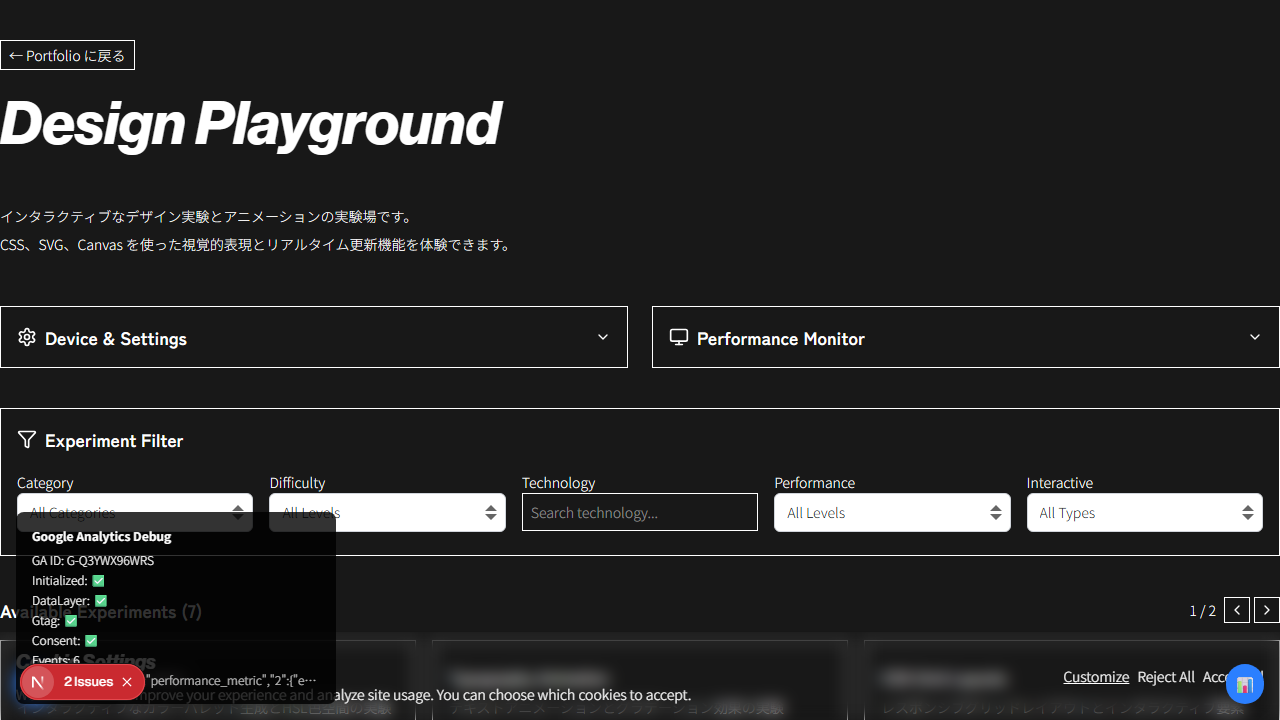 ← Portfolio に戻る
Design Playground
インタラクティブなデザイン実験とアニメーションの実験場です。
CSS、SVG、Canvas を使った視覚的表現とリアルタイム更新機能を体験できます。
Device & Settings
Performance Monitor
Experiment Filter
Category
Difficulty
Technology
Performance
Interactive
All Categories
All Levels
Search technology...
All Levels
All Types
Google Analytics Debug
GA ID: G-Q3YWX96WRS
Initialized: ✅
DataLayer: ✅
Gtag: ✅
Consent: ✅
Events: 6
Available Experiments (7)
1 / 2
Cookie Settings
2 Issues
"performance_metric","2":{"e…
improve your experience and analyze site usage. You can choose which cookies to accept.
Customize
Reject All